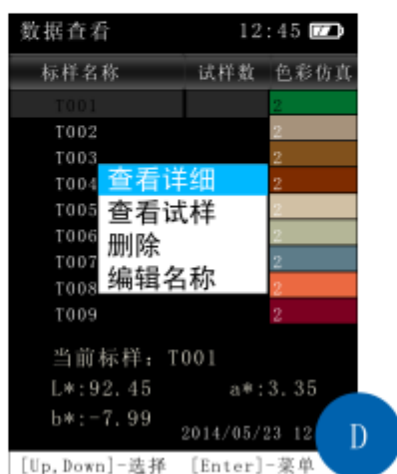 数据查看 12:45
标样名称 试样数 色彩仿真
T001 2
T002 2
T003 2
T004 2
T005 2
T006 2
T007 2
T008 2
T009 2
查看详细
查看试样
删除
编辑名称
当前标样: T001
L*:92.45 a*:3.35
b*:-7.99
2014/05/23 12
D
[Up,Down]-选择 [Enter]-菜单